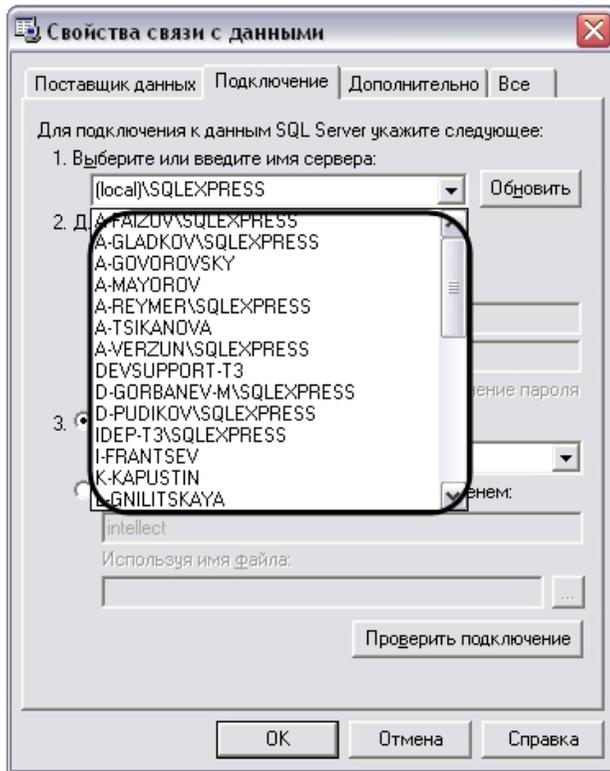 Свойства связи с данными
Поставщик данных
Подключение
Дополнительно
Все
Для подключения к данным SQL Server укажите следующее:
1. Выберите или введите имя сервера:
(local)\SQLEXPRESS
Обновить
2. Д
A-FAIZOV\SQLEXPRESS
A-GLADKOV\SQLEXPRESS
A-GOVOROVSKY
A-MAYOROV
A-REYMER\SQLEXPRESS
A-TSIKANOVA
A-VERZUN\SQLEXPRESS
DEVSUPPORT-T3
D-GORBANEV-M\SQLEXPRESS
ение пароля
D-PUDIKOV\SQLEXPRESS
3.
IDEP-T3\SQLEXPRESS
I-FRANTSEV
K-KAPUSTIN
L-GNILITSKAYA
енем:
intellect
Используя имя файла:
...
Проверить подключение
OK
Отмена
Справка